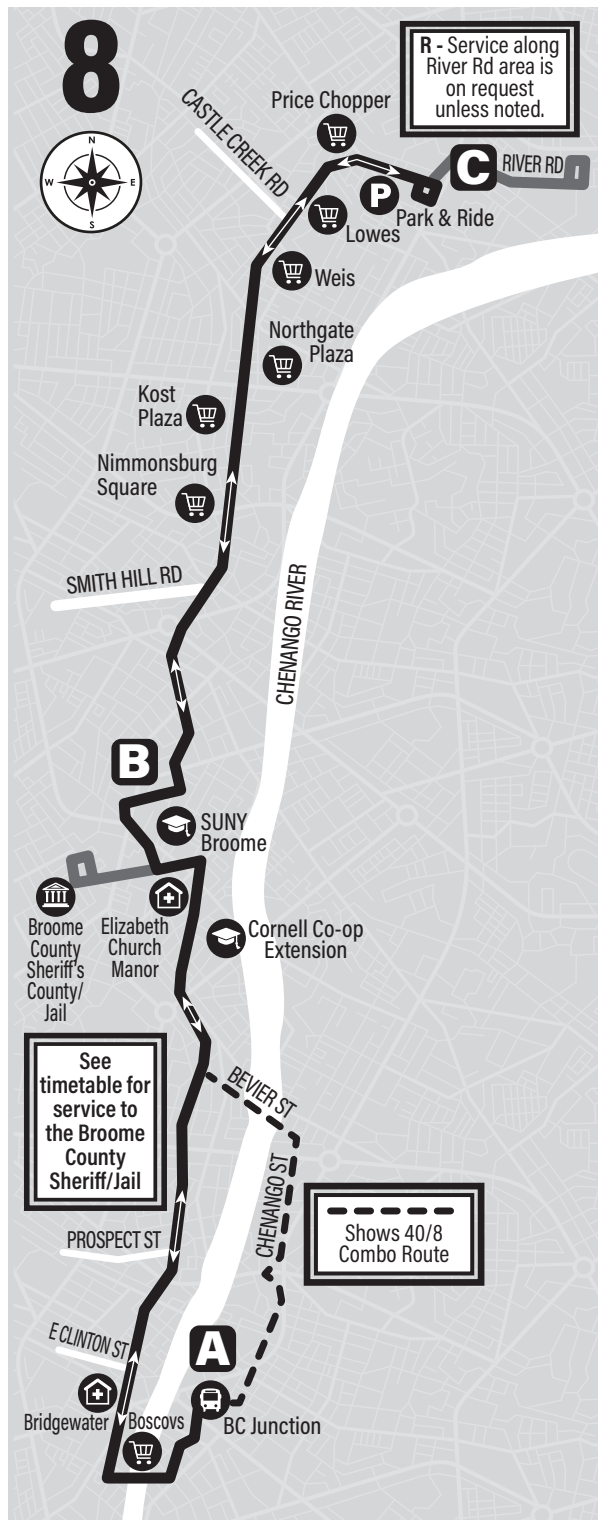 8
N
W
E
S
R - Service along
River Rd area is
on request
unless noted.
Price Chopper
CASTLE CREEK RD
C
RIVER RD
P
Park & Ride
Lowes
Weis
Northgate
Plaza
Kost
Plaza
Nimmonsburg
Square
SMITH HILL RD
CHENANGO RIVER
B
SUNY
Broome
Broome
County
Sheriff's
County/
Jail
Elizabeth
Church
Manor
Cornell Co-op
Extension
See
timetable for
service to
the Broome
County
Sheriff/Jail
BEVIER ST
CHENANGO ST
Shows 40/8
Combo Route
PROSPECT ST
E CLINTON ST
A
Bridgewater
Boscovs
BC Junction